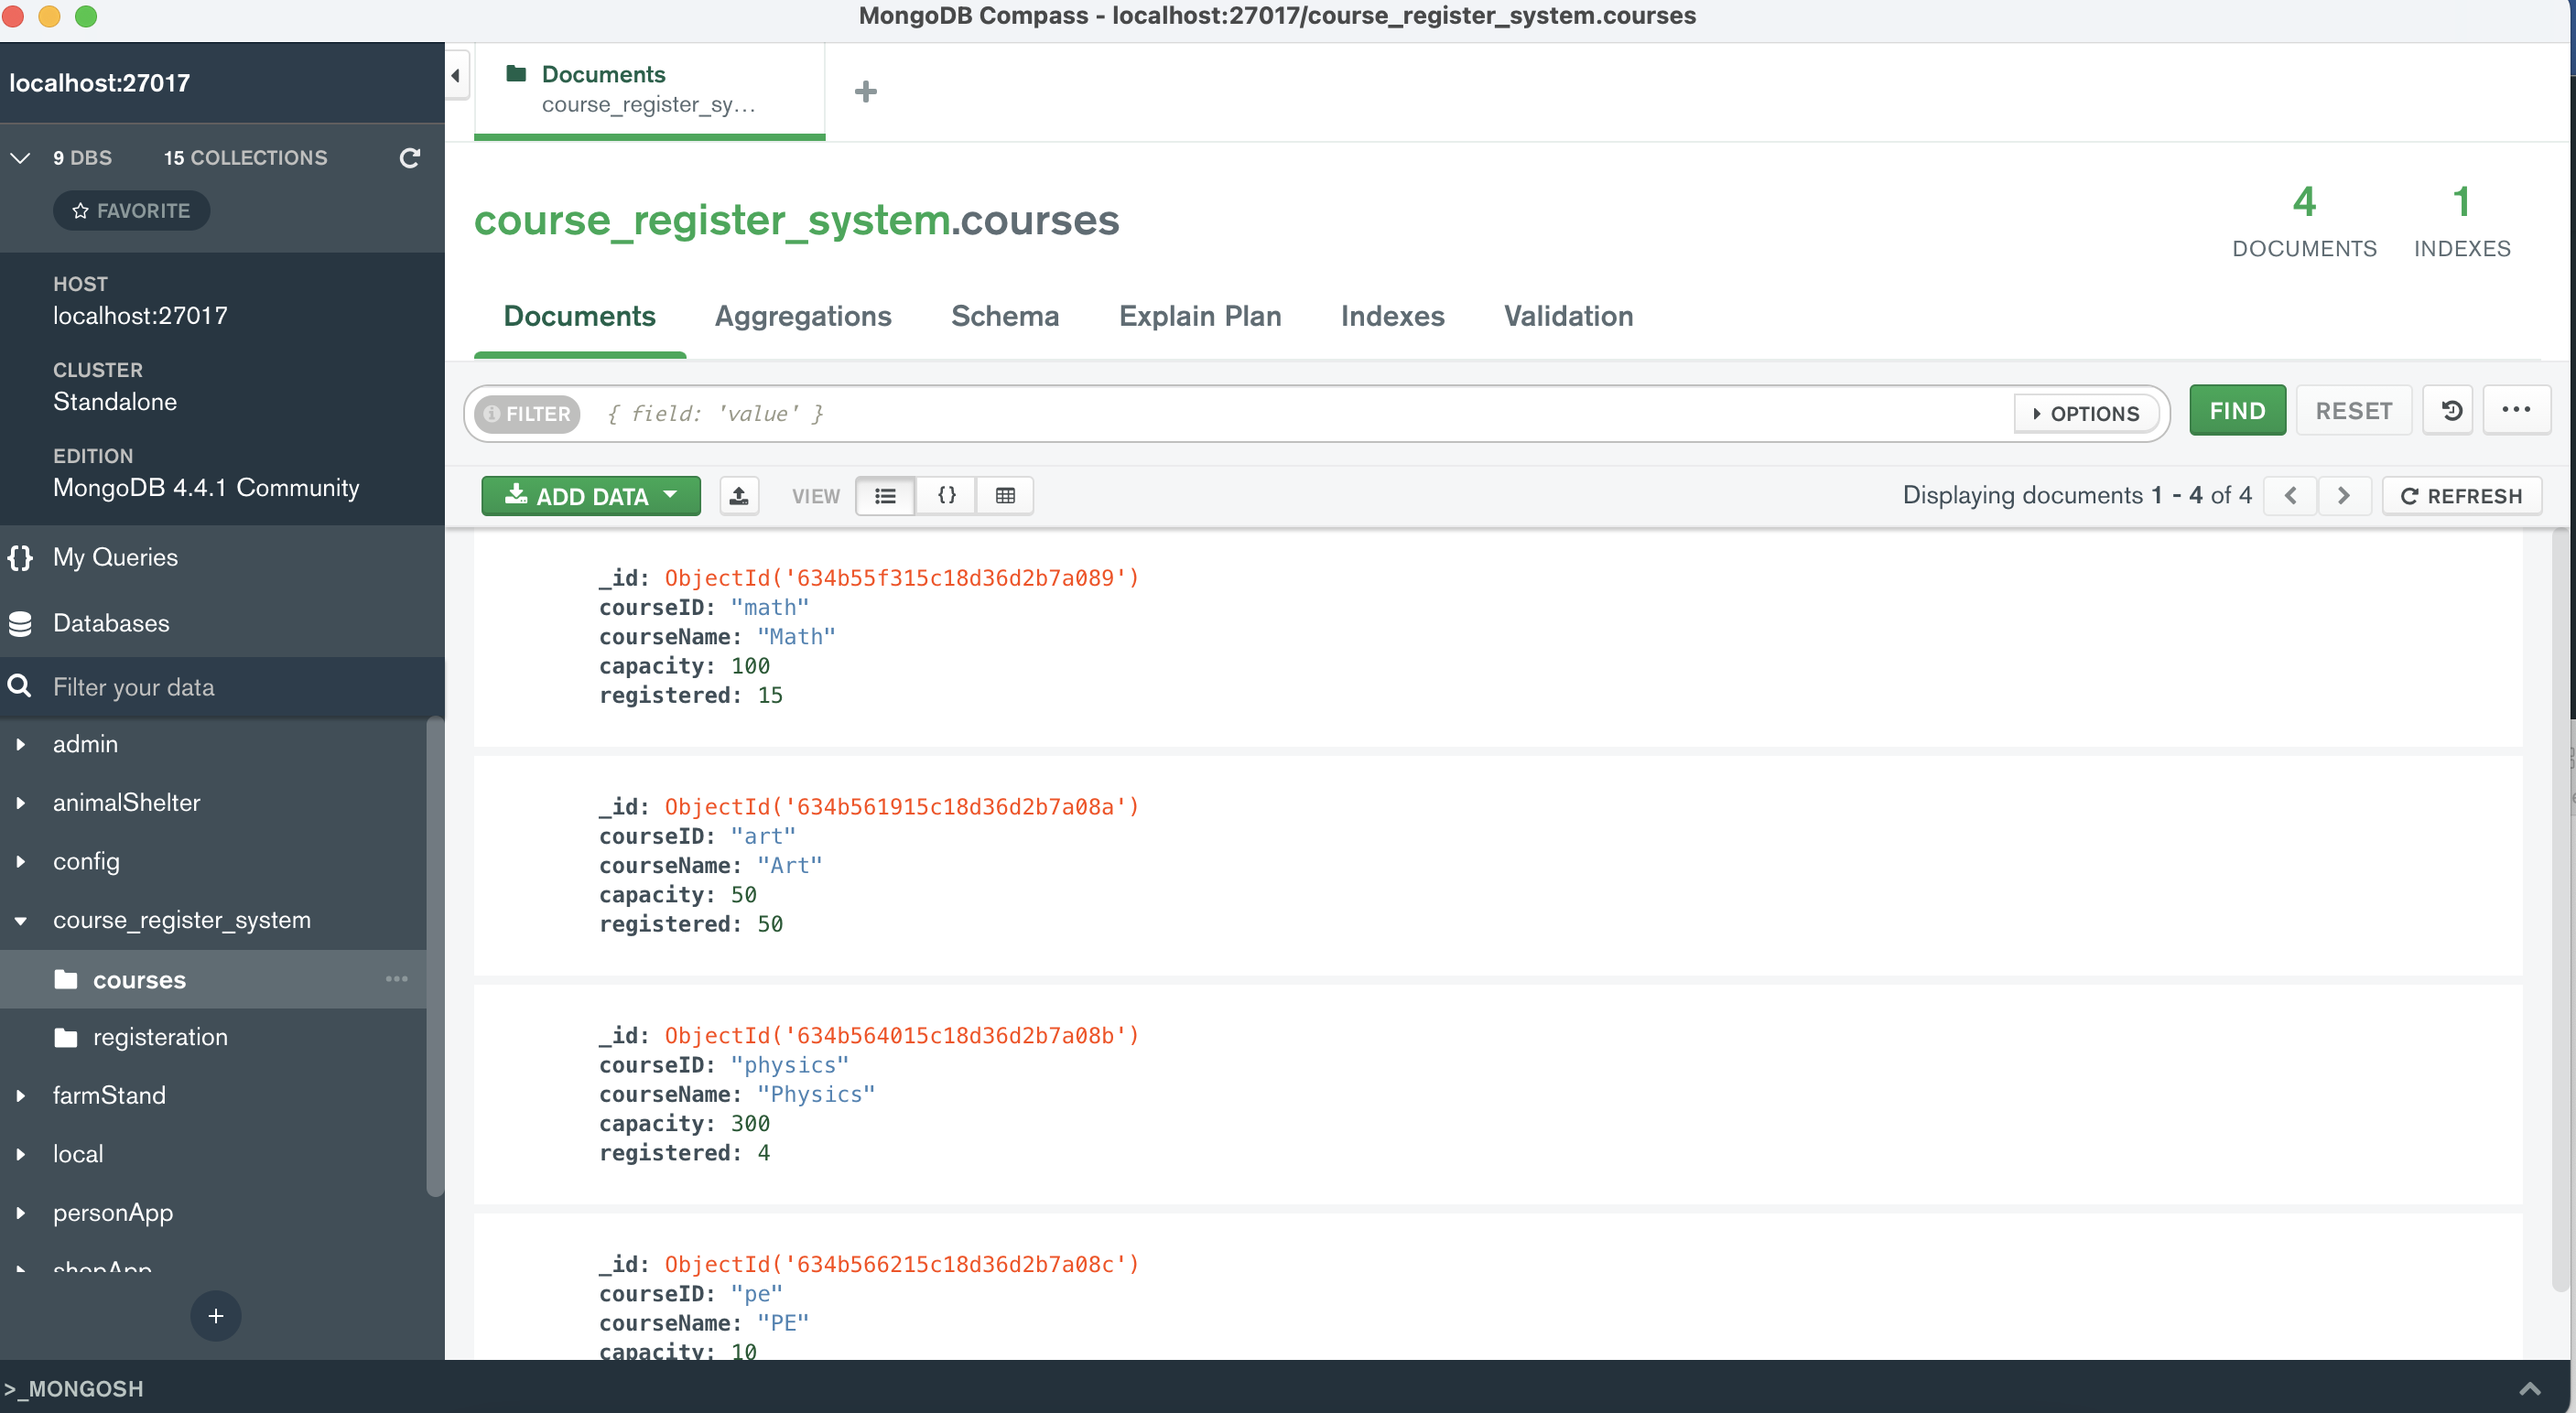 MongoDB Compass - localhost:27017/course_register_system.courses
localhost:27017
9 DBS 15 COLLECTIONS
FAVORITE
HOST
localhost:27017
CLUSTER
Standalone
EDITION
MongoDB 4.4.1 Community
My Queries
Databases
Filter your data
admin
animalShelter
config
course_register_system
courses
registeration
farmStand
local
personApp
shopApp
Documents
course_register_sy...
course_register_system.courses
4
DOCUMENTS
1
INDEXES
Documents Aggregations Schema Explain Plan Indexes Validation
FILTER { field: 'value' } OPTIONS FIND RESET
ADD DATA VIEW Displaying documents 1 - 4 of 4 REFRESH
_id: ObjectId('634b55f315c18d36d2b7a089')
courseID: "math"
courseName: "Math"
capacity: 100
registered: 15
_id: ObjectId('634b561915c18d36d2b7a08a')
courseID: "art"
courseName: "Art"
capacity: 50
registered: 50
_id: ObjectId('634b564015c18d36d2b7a08b')
courseID: "physics"
courseName: "Physics"
capacity: 300
registered: 4
_id: ObjectId('634b566215c18d36d2b7a08c')
courseID: "pe"
courseName: "PE"
capacity: 10
>_MONGOSH